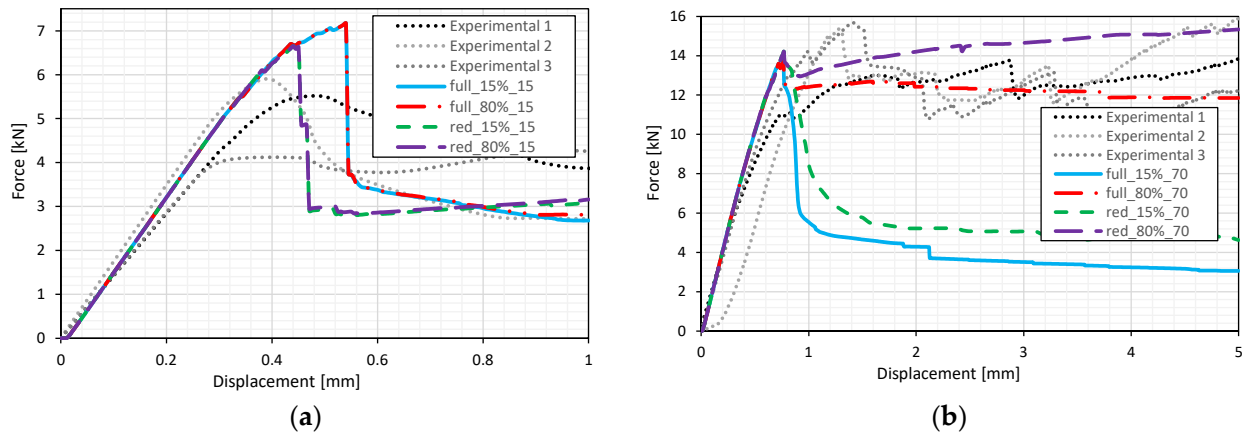 7
6
5
4
3
2
1
0
Force [kN]
0
0.2
0.4
0.6
0.8
1
Displacement [mm]
Experimental 1
Experimental 2
Experimental 3
full_15%_15
full_80%_15
red_15%_15
red_80%_15
(a)
16
14
12
10
8
6
4
2
0
Force [kN]
0
1
2
3
4
5
Displacement [mm]
Experimental 1
Experimental 2
Experimental 3
full_15%_70
full_80%_70
red_15%_70
red_80%_70
(b)